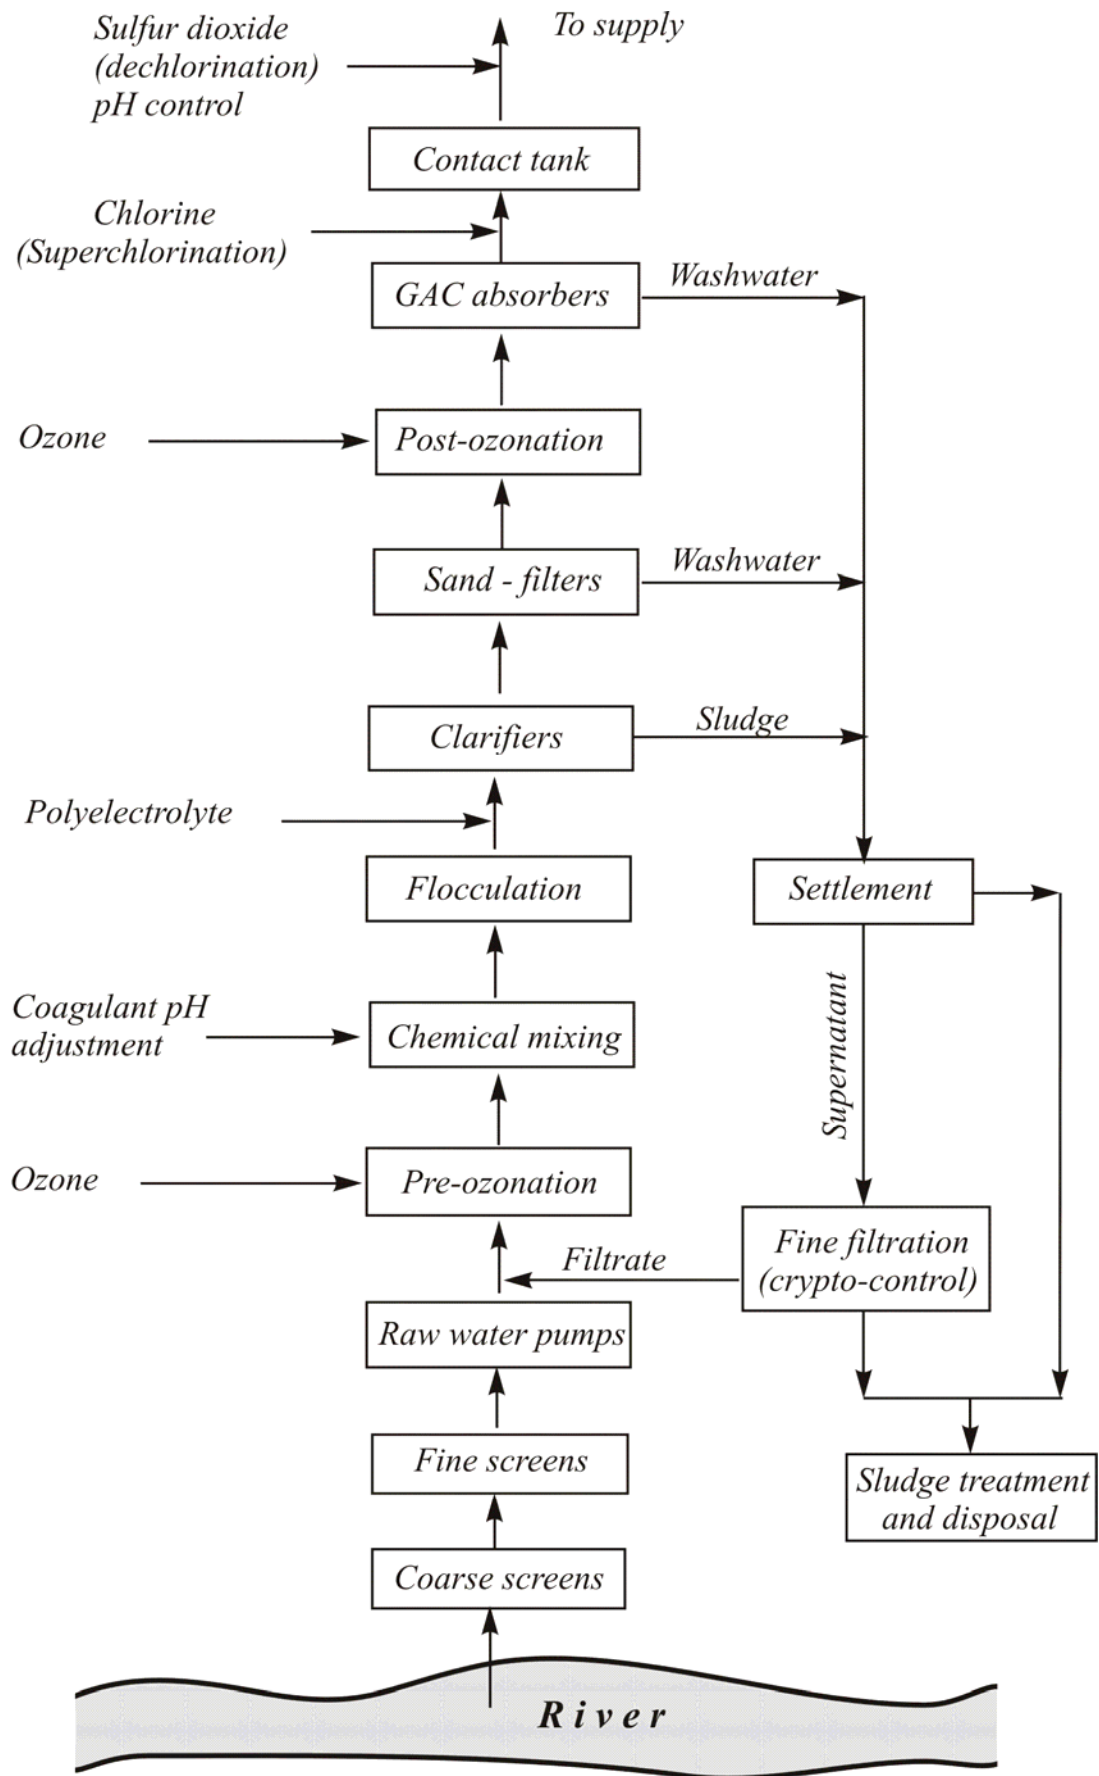 Sulfur dioxide
(dechlorination)
pH control
To supply
Contact tank
Chlorine
(Superchlorination)
GAC absorbers
Washwater
Ozone
Post-ozonation
Sand - filters
Washwater
Clarifiers
Sludge
Polyelectrolyte
Flocculation
Settlement
Coagulant pH
adjustment
Chemical mixing
Supernatant
Ozone
Pre-ozonation
Fine filtration
(crypto-control)
Filtrate
Raw water pumps
Fine screens
Sludge treatment
and disposal
Coarse screens
River